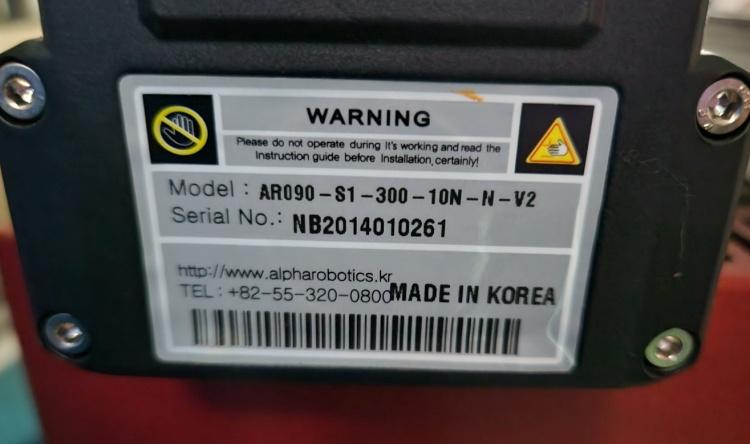 WARNING
Please do not operate during It's working and read the
Instruction guide before Installation, certainly!
Model : AR090-S1-300-10N-N-V2
Serial No.: NB2014010261
http://www.alpharobotics.kr
TEL : +82-55-320-0800 MADE IN KOREA